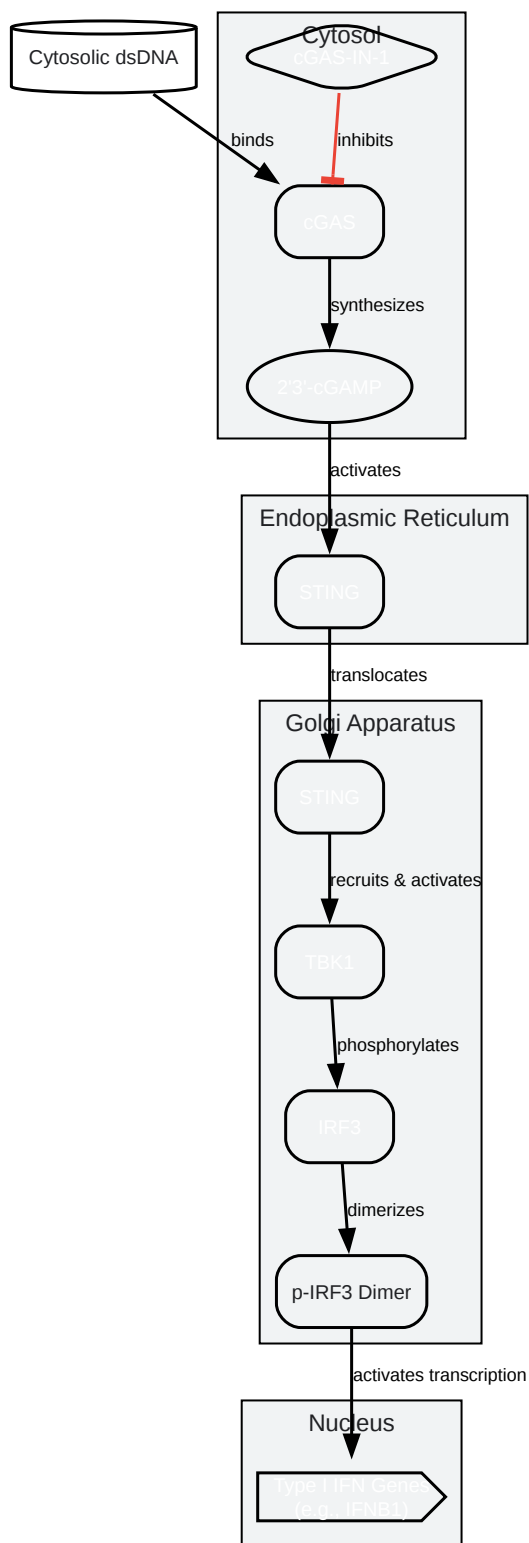 Cytosol
Cytosolic dsDNA
cGAS-IN-1
binds
inhibits
cGAS
synthesizes
2'3'-cGAMP
activates
Endoplasmic Reticulum
STING
translocates
Golgi Apparatus
STING
recruits & activates
TBK1
phosphorylates
IRF3
dimerizes
p-IRF3 Dimer
activates transcription
Nucleus
Type I IFN Genes
(e.g., IFNB1)